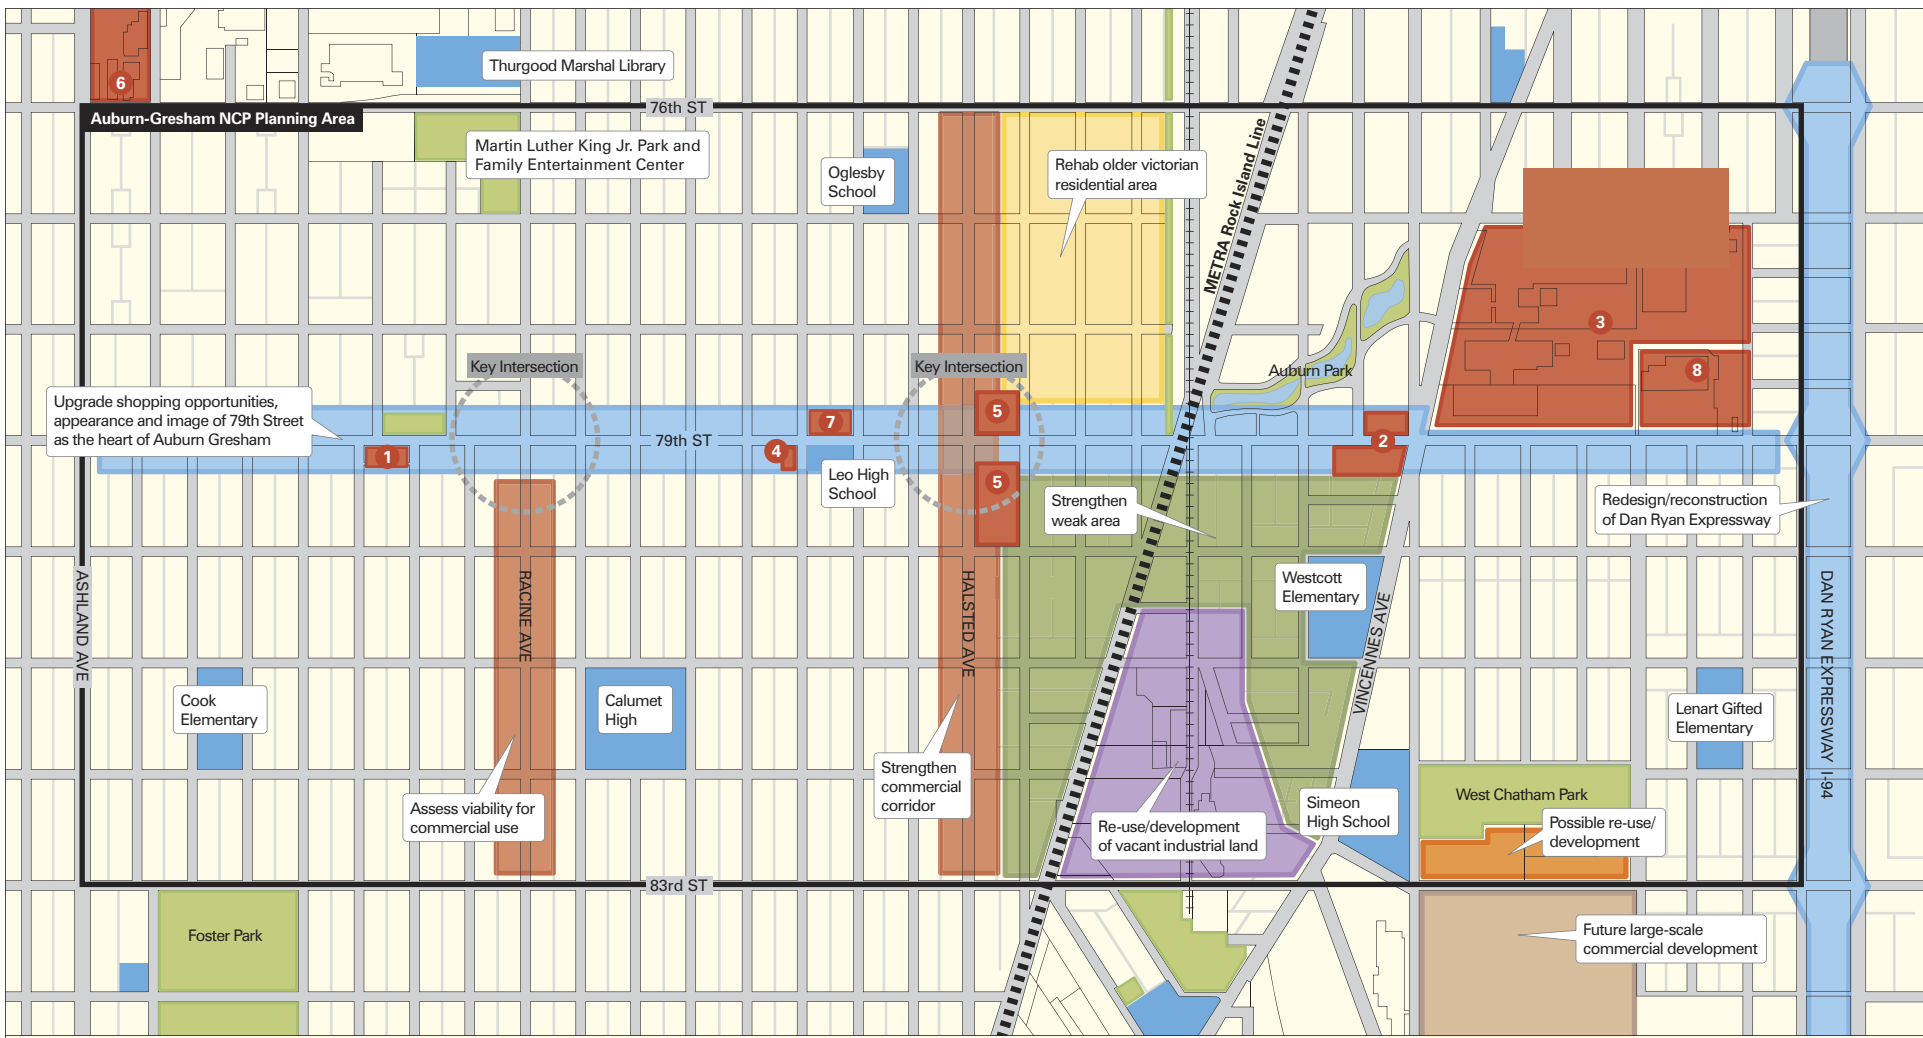 Thurgood Marshal Library
6
76th ST
Auburn-Gresham NCP Planning Area
Martin Luther King Jr. Park and
Family Entertainment Center
Oglesby
School
Rehab older victorian
residential area
METRA Rock Island Line
3
Key Intersection
Key Intersection
Auburn Park
8
Upgrade shopping opportunities,
appearance and image of 79th Street
as the heart of Auburn Gresham
7
5
79th ST
2
1
4
Leo High
School
5
Strengthen
weak area
Redesign/reconstruction
of Dan Ryan Expressway
ASHLAND AVE
RACINE AVE
HALSTED AVE
Westcott
Elementary
VINCENNES AVE
DAN RYAN EXPRESSWAY I-94
Cook
Elementary
Calumet
High
Lenart Gifted
Elementary
Strengthen
commercial
corridor
Assess viability for
commercial use
Re-use/development
of vacant industrial land
Simeon
High School
West Chatham Park
Possible re-use/
development
83rd ST
Foster Park
Future large-scale
commercial development